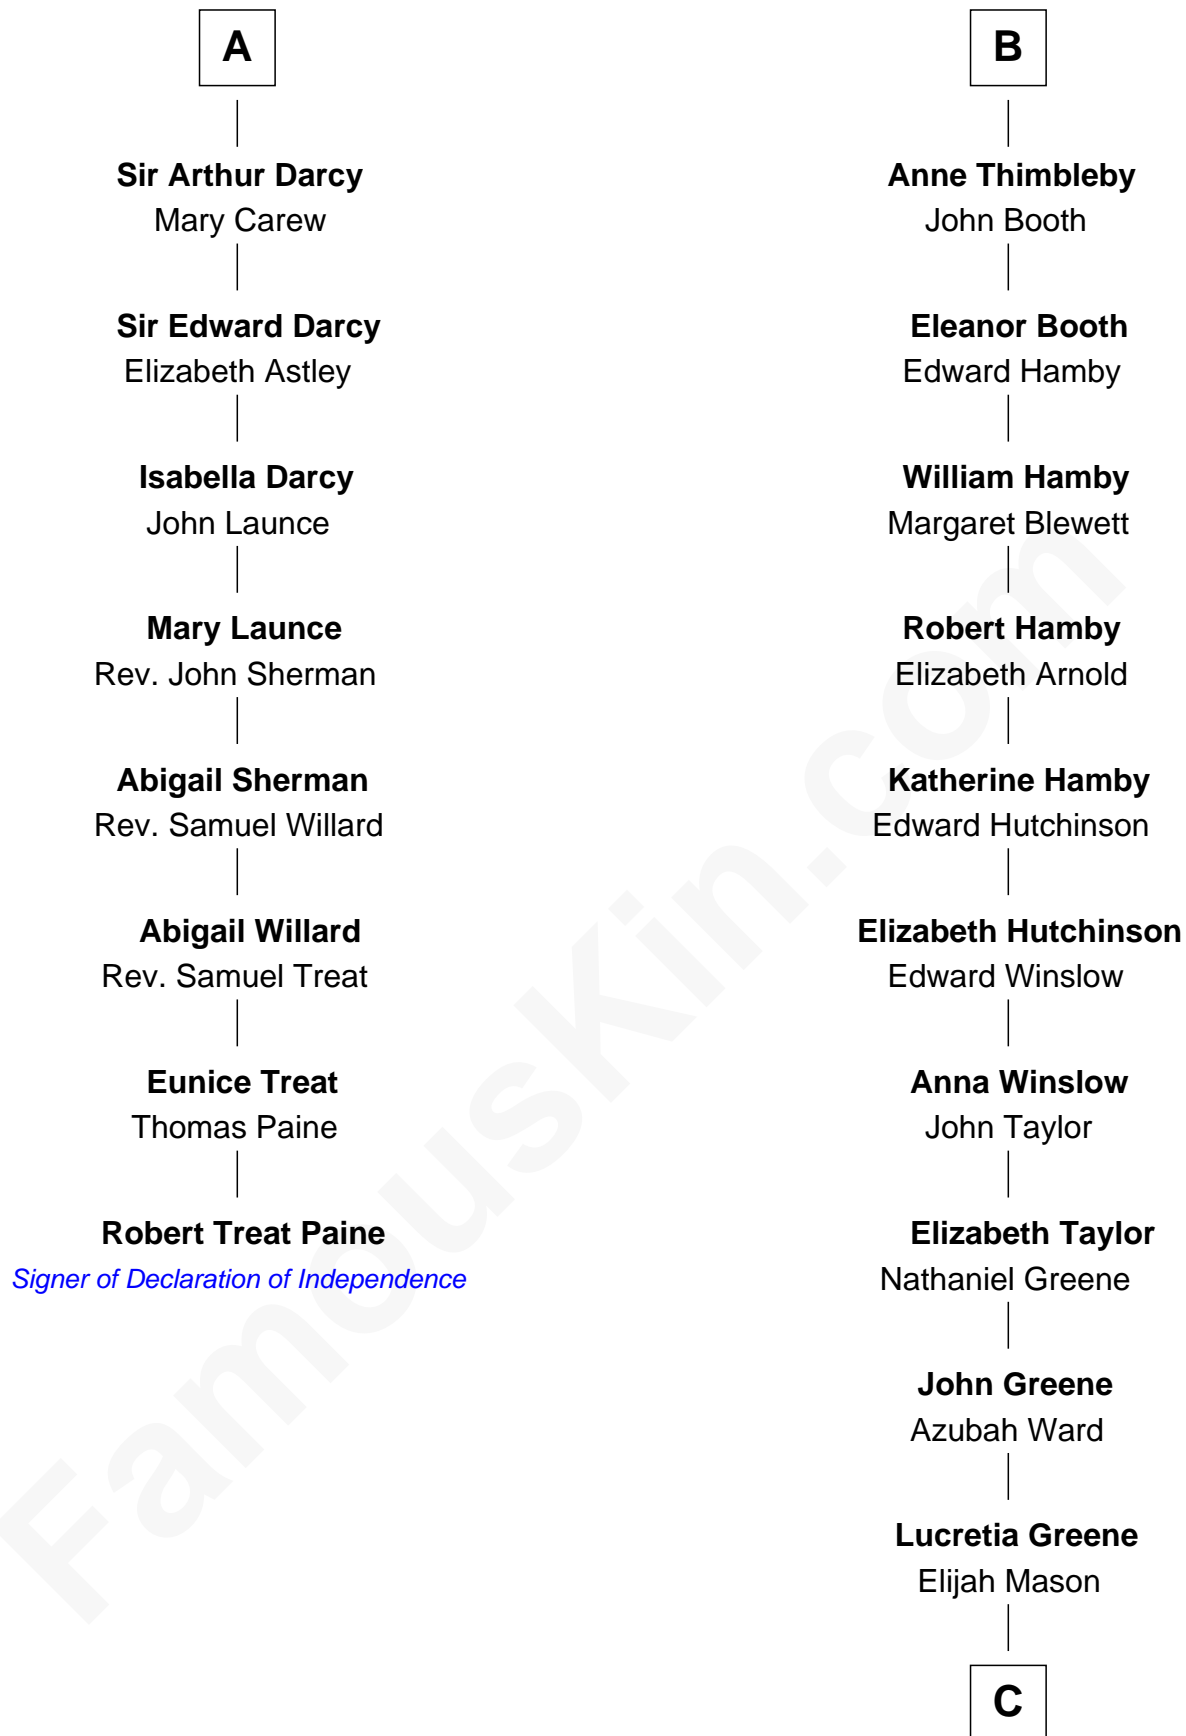 A
Sir Arthur Darcy
Mary Carew
Sir Edward Darcy
Elizabeth Astley
Isabella Darcy
John Launce
Mary Launce
Rev. John Sherman
Abigail Sherman
Rev. Samuel Willard
Abigail Willard
Rev. Samuel Treat
Eunice Treat
Thomas Paine
Robert Treat Paine
Signer of Declaration of Independence
B
Anne Thimbleby
John Booth
Eleanor Booth
Edward Hamby
William Hamby
Margaret Blewett
Robert Hamby
Elizabeth Arnold
Katherine Hamby
Edward Hutchinson
Elizabeth Hutchinson
Edward Winslow
Anna Winslow
John Taylor
Elizabeth Taylor
Nathaniel Greene
John Greene
Azubah Ward
Lucretia Greene
Elijah Mason
C
FamousKin.com